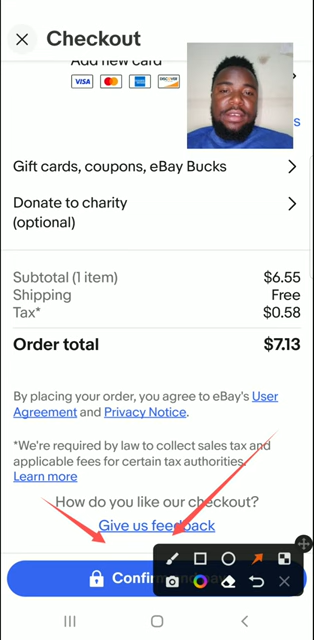 Checkout
Add new card
VISA
DISCOVER
s
Gift cards, coupons, eBay Bucks
Donate to charity
(optional)
Subtotal (1 item) $6.55
Shipping Free
Tax* $0.58
Order total $7.13
By placing your order, you agree to eBay's User
Agreement and Privacy Notice.
*We're required by law to collect sales tax and
applicable fees for certain tax authorities.
Learn more
How do you like our checkout?
Give us feedback